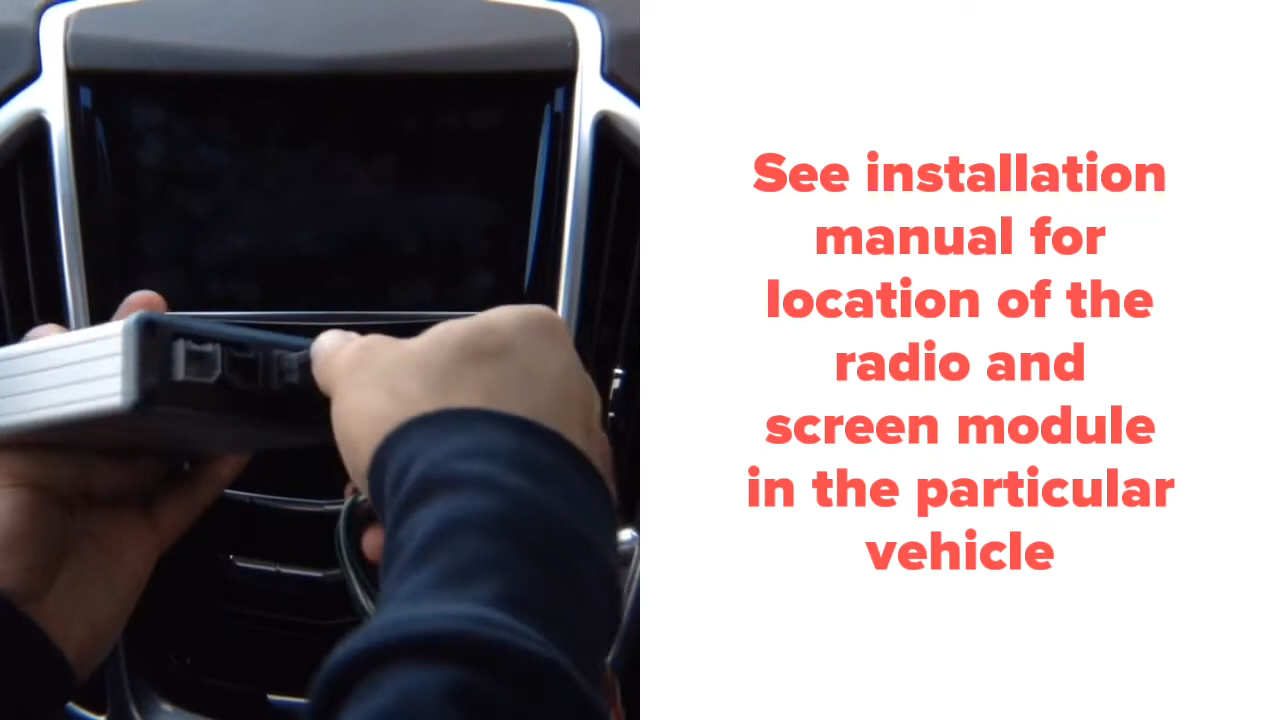 See installation
manual for
location of the
radio and
screen module
in the particular
vehicle